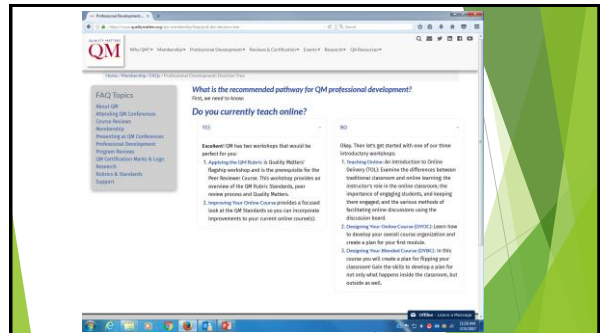 Professional Development...
qualitymatters.org
Search
QUALITY MATTERS
QM
Why QM? Membership Professional Development Reviews & Certification Events Research QA Resources
Home / Membership / FAQs / Professional Development Decision Tree
FAQ Topics
About QM
Attending QM Conferences
Course Reviews
Membership
Presenting at QM Conferences
Professional Development
Program Reviews
QM Certification Marks & Logo
Research
Rubrics & Standards
Support
What is the recommended pathway for QM professional development?
First, we need to know:
Do you currently teach online?
YES
Excellent! QM has two workshops that would be
perfect for you:
1. Applying the QM Rubric is Quality Matters'
flagship workshop and is the prerequisite for the
Peer Reviewer Course. This workshop provides an
overview of the QM Rubric Standards, peer
review process and Quality Matters.
2. Improving Your Online Course provides a focused
look at the QM Standards so you can incorporate
improvements to your current online course(s).
NO
Okay. Then let's get started with one of our three
introductory workshops:
1. Teaching Online: An Introduction to Online
Delivery (TOL): Examine the differences between
traditional classroom and online learning the
instructor's role in the online classroom; the
importance of engaging students, and keeping
them engaged; and the various methods of
facilitating online discussions using the
discussion board.
2. Designing Your Online Course (DYOC): Learn how
to develop your overall course organization and
create a plan for your first module.
3. Designing Your Blended Course (DYBC): In this
course you will create a plan for flipping your
classroom! Gain the skills to develop a plan for
not only what happens inside the classroom, but
outside as well.
Offline - Leave a Message